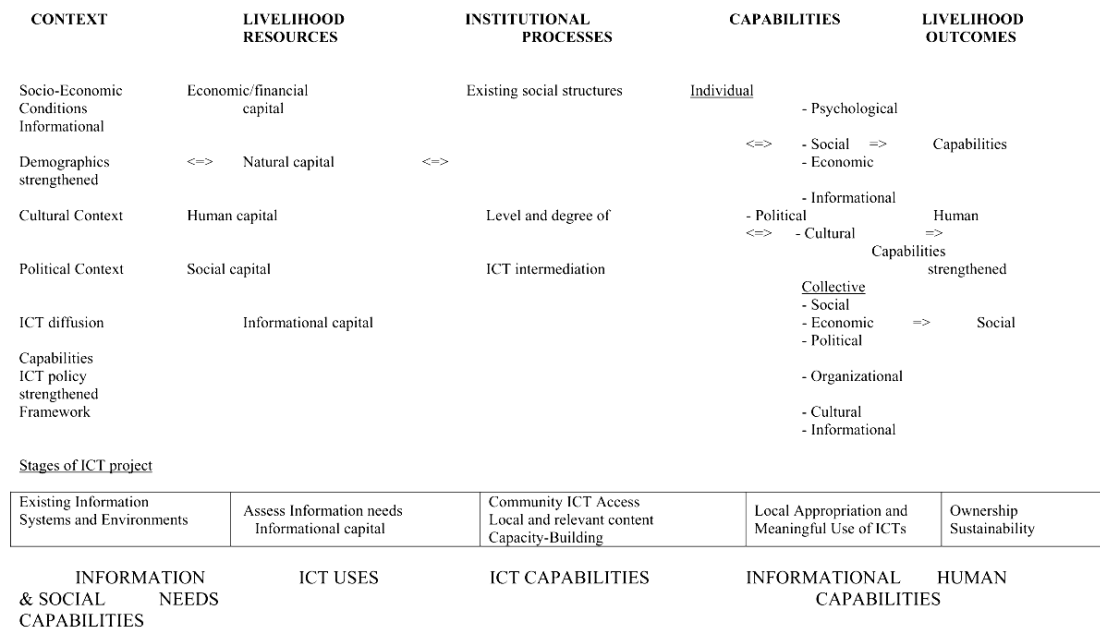 CONTEXT LIVELIHOOD INSTITUTIONAL CAPABILITIES LIVELIHOOD
RESOURCES PROCESSES OUTCOMES
Socio-Economic Economic/financial Existing social structures Individual
Conditions capital - Psychological
Informational
<=> - Social => Capabilities
Demographics <=> Natural capital <=> - Economic
strengthened
- Informational
Cultural Context Human capital Level and degree of - Political Human
<=> - Cultural =>
Capabilities
Political Context Social capital ICT intermediation strengthened
Collective
- Social
ICT diffusion Informational capital - Economic => Social
- Political
Capabilities
ICT policy - Organizational
strengthened
Framework - Cultural
- Informational
Stages of ICT project
Existing Information
Systems and Environments
Assess Information needs
Informational capital
Community ICT Access
Local and relevant content
Capacity-Building
Local Appropriation and
Meaningful Use of ICTs
Ownership
Sustainability
INFORMATION ICT USES ICT CAPABILITIES INFORMATIONAL HUMAN
& SOCIAL NEEDS CAPABILITIES
CAPABILITIES